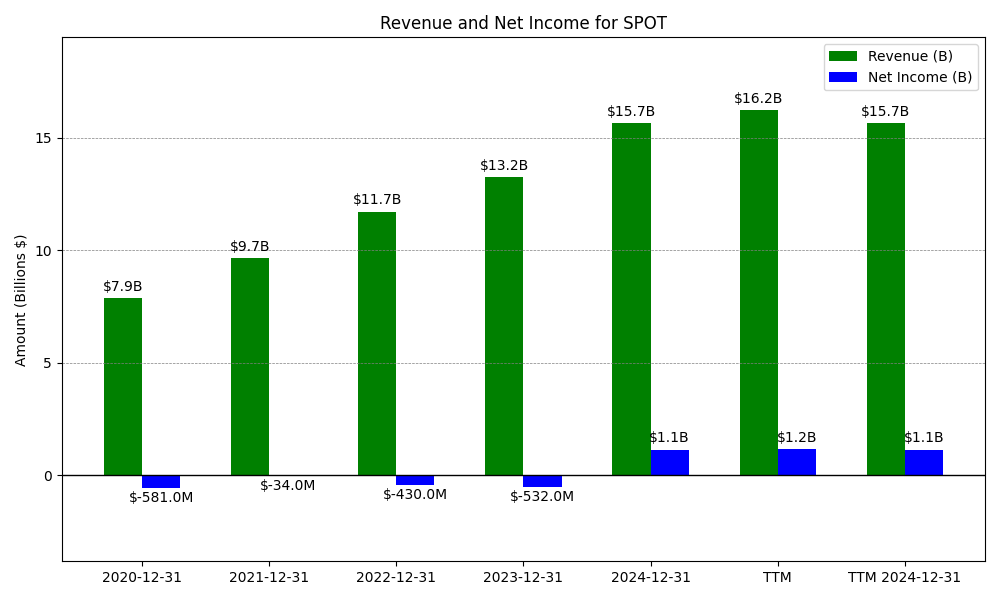 Revenue and Net Income for SPOT
Revenue (B)
Net Income (B)
Amount (Billions $)
15
10
5
0
$7.9B
$9.7B
$11.7B
$13.2B
$15.7B
$16.2B
$15.7B
$-581.0M
$-34.0M
$-430.0M
$-532.0M
$1.1B
$1.2B
$1.1B
2020-12-31
2021-12-31
2022-12-31
2023-12-31
2024-12-31
TTM
TTM 2024-12-31